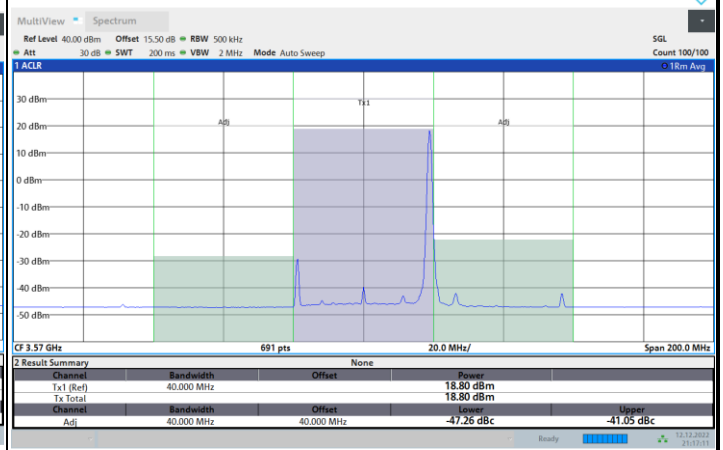 MultiView Spectrum
Ref Level 40.00 dBm Offset 15.50 dB RBW 500 kHz SGL
Att 30 dB SWT 200 ms VBW 2 MHz Mode Auto Sweep Count 100/100
1 ACLR 1Rm Avg
30 dBm
Tx1
20 dBm Adj Adj
10 dBm
0 dBm
-10 dBm
-20 dBm
-30 dBm
-40 dBm
-50 dBm
CF 3.57 GHz 691 pts 20.0 MHz/ Span 200.0 MHz
2 Result Summary None
Channel Bandwidth Offset Power
Tx1 (Ref) 40.000 MHz 18.80 dBm
Tx Total 18.80 dBm
Channel Bandwidth Offset Lower Upper
Adj 40.000 MHz 40.000 MHz -47.26 dBc -41.05 dBc
Ready 12.12.2022
21:17:11